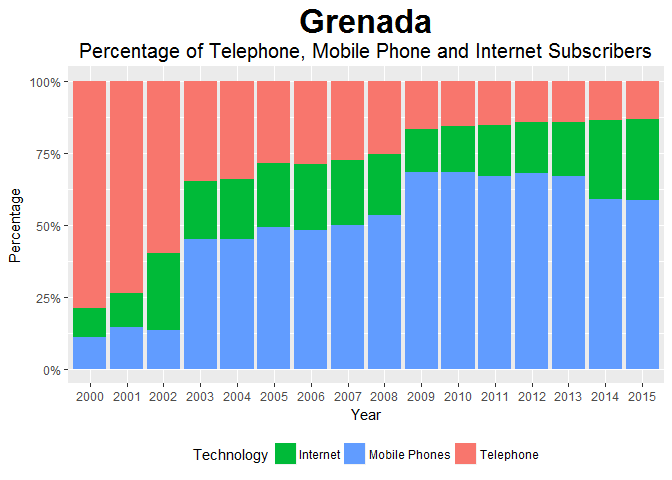 Grenada
Percentage of Telephone, Mobile Phone and Internet Subscribers
100%
75%
50%
25%
0%
Percentage
2000 2001 2002 2003 2004 2005 2006 2007 2008 2009 2010 2011 2012 2013 2014 2015
Year
Technology Internet Mobile Phones Telephone